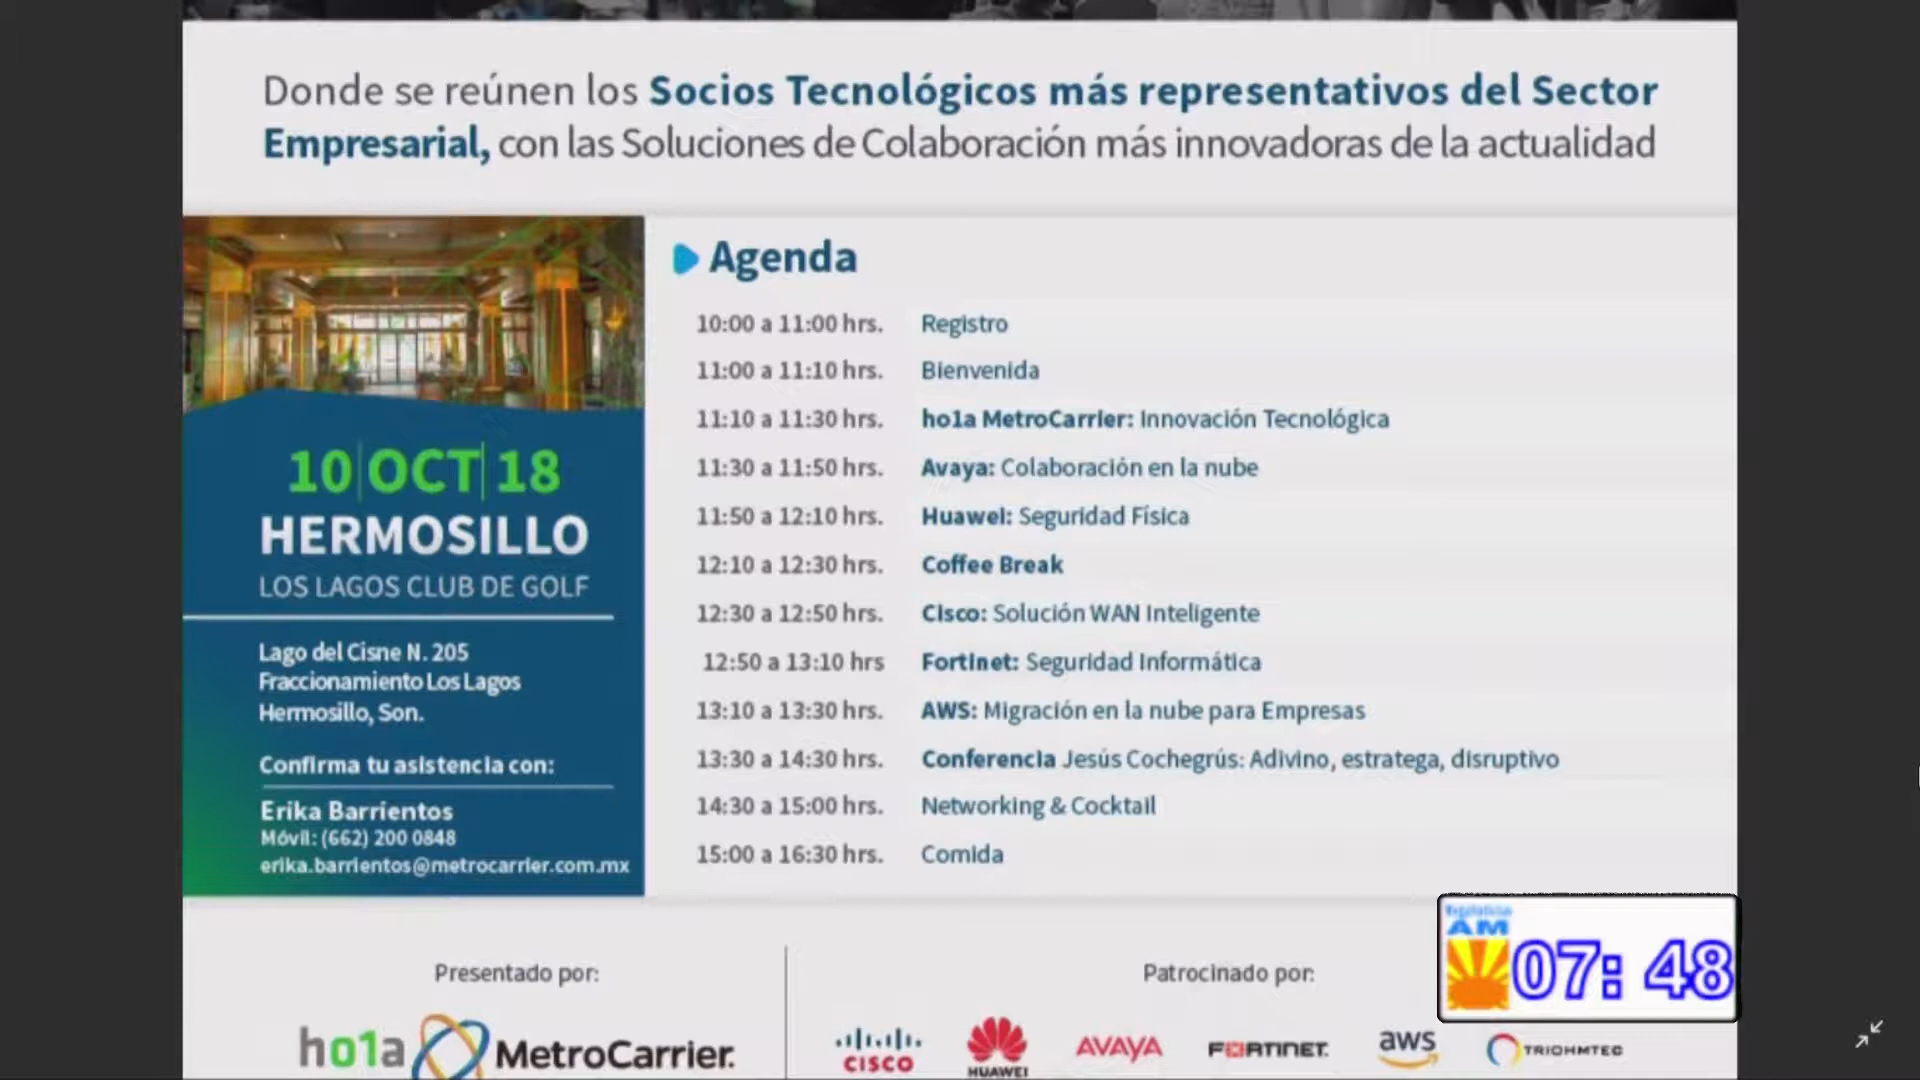 Donde se reúnen los Socios Tecnológicos más representativos del Sector
Empresarial, con las Soluciones de Colaboración más innovadoras de la actualidad
Agenda
10:00 a 11:00 hrs. Registro
11:00 a 11:10 hrs. Bienvenida
11:10 a 11:30 hrs. ho1a MetroCarrier: Innovación Tecnológica
11:30 a 11:50 hrs. Avaya: Colaboración en la nube
11:50 a 12:10 hrs. Huawei: Seguridad Física
12:10 a 12:30 hrs. Coffee Break
12:30 a 12:50 hrs. Cisco: Solución WAN Inteligente
12:50 a 13:10 hrs Fortinet: Seguridad Informática
13:10 a 13:30 hrs. AWS: Migración en la nube para Empresas
13:30 a 14:30 hrs. Conferencia Jesús Cochegrús: Adivino, estratega, disruptivo
14:30 a 15:00 hrs. Networking & Cocktail
15:00 a 16:30 hrs. Comida
10|OCT|18
HERMOSILLO
LOS LAGOS CLUB DE GOLF
Lago del Cisne N. 205
Fraccionamiento Los Lagos
Hermosillo, Son.
Confirma tu asistencia con:
Erika Barrientos
Móvil: (662) 200 0848
erika.barrientos@metrocarrier.com.mx
Presentado por:
ho1a MetroCarrier.
Patrocinado por:
CISCO HUAWEI AVAYA FORTINET aws TRIOHMTEC
AM
07: 48